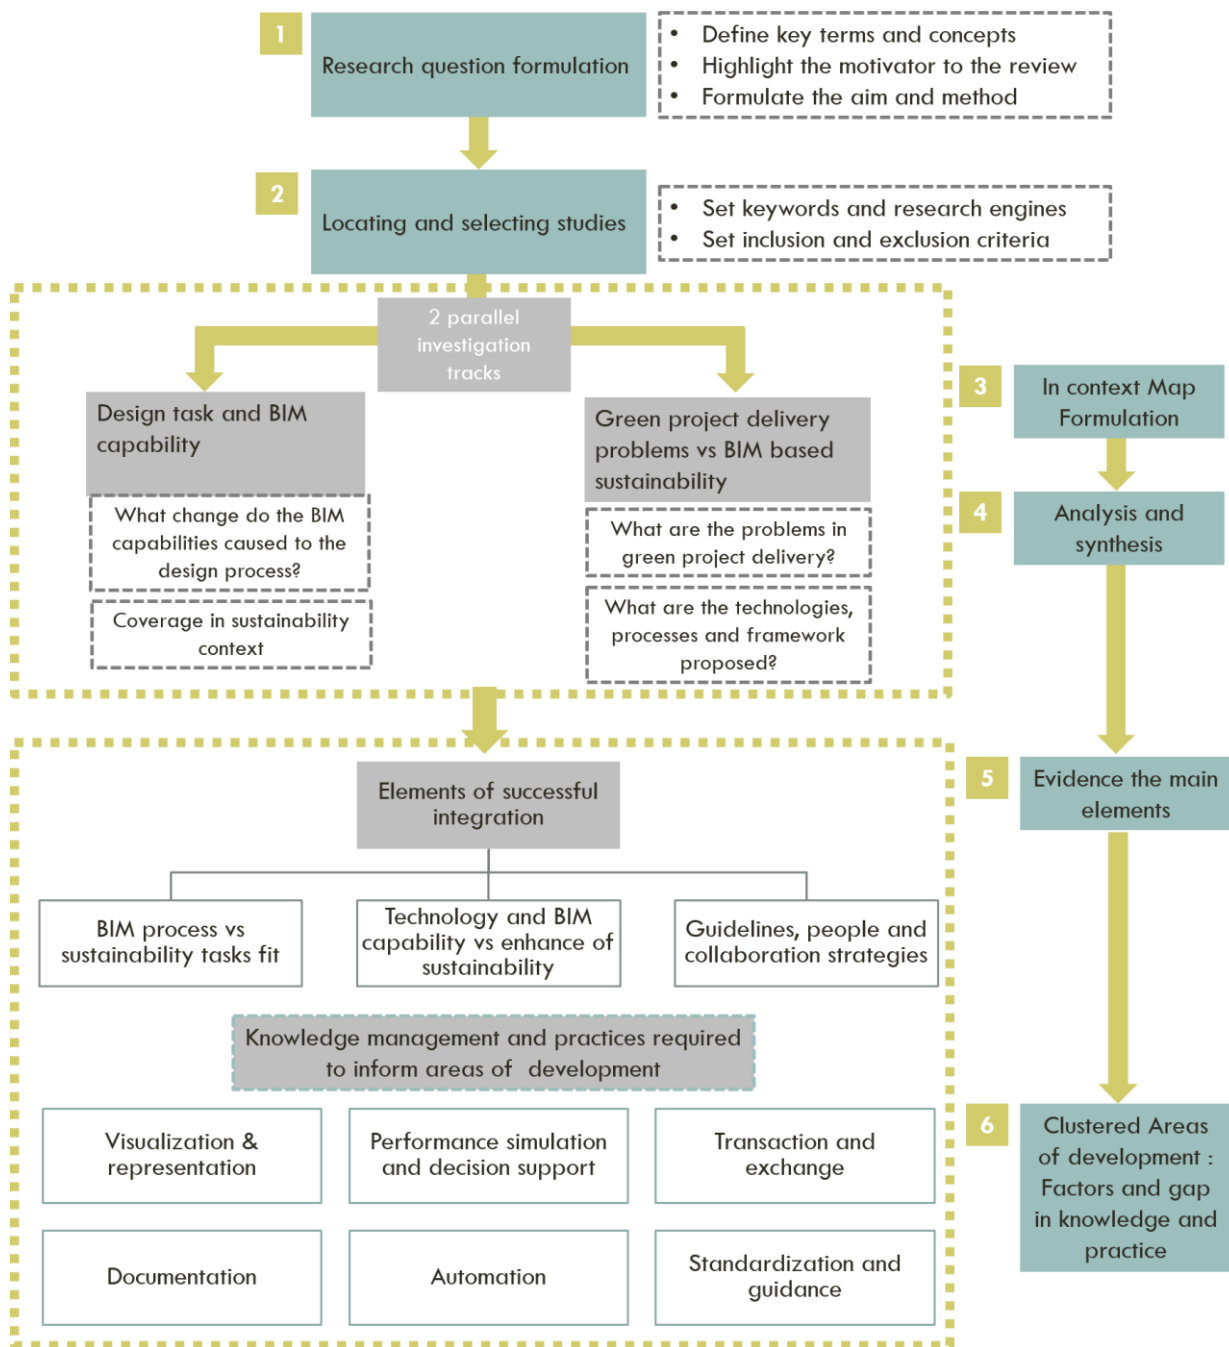 1
Research question formulation
• Define key terms and concepts
• Highlight the motivator to the review
• Formulate the aim and method
2
Locating and selecting studies
• Set keywords and research engines
• Set inclusion and exclusion criteria
2 parallel
investigation
tracks
Design task and BIM
capability
What change do the BIM
capabilities caused to the
design process?
Coverage in sustainability
context
Green project delivery
problems vs BIM based
sustainability
What are the problems in
green project delivery?
What are the technologies,
processes and framework
proposed?
3
In context Map
Formulation
4
Analysis and
synthesis
Elements of successful
integration
BIM process vs
sustainability tasks fit
Technology and BIM
capability vs enhance of
sustainability
Guidelines, people and
collaboration strategies
5
Evidence the main
elements
Knowledge management and practices required
to inform areas of development
Visualization &
representation
Performance simulation
and decision support
Transaction and
exchange
Documentation
Automation
Standardization and
guidance
6
Clustered Areas
of development :
Factors and gap
in knowledge and
practice